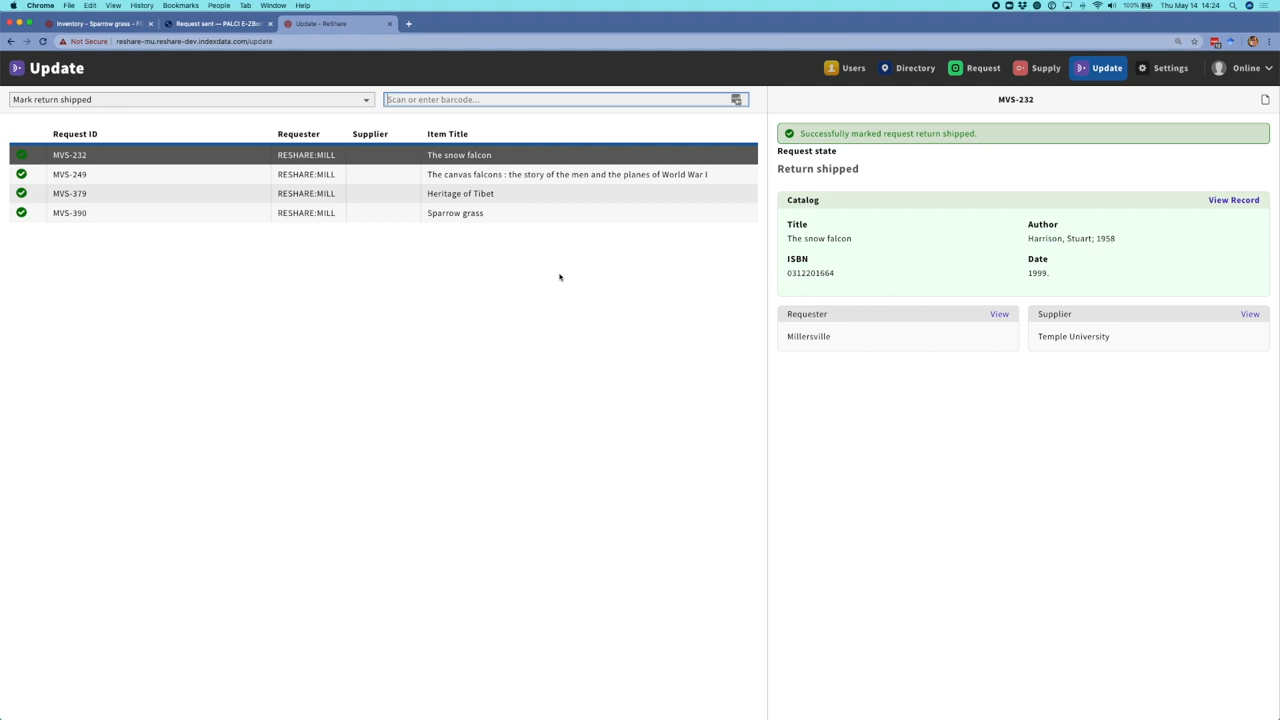 Chrome File Edit View History Bookmarks People Tab Window Help 100% Thu May 14 14:24
Inventory - Sparrow grass - F Request sent — PALCI E-ZBor Update - ReShare
Not Secure reshare-mu.reshare-dev.indexdata.com/update
Update Users Directory Request Supply Update Settings Online
Mark return shipped Scan or enter barcode... MVS-232
Request ID Requester Supplier Item Title
MVS-232 RESHARE:MILL The snow falcon
MVS-249 RESHARE:MILL The canvas falcons : the story of the men and the planes of World War I
MVS-379 RESHARE:MILL Heritage of Tibet
MVS-390 RESHARE:MILL Sparrow grass
Successfully marked request return shipped.
Request state
Return shipped
Catalog View Record
Title Author
The snow falcon Harrison, Stuart; 1958
ISBN Date
0312201664 1999.
Requester View Supplier View
Millersville Temple University